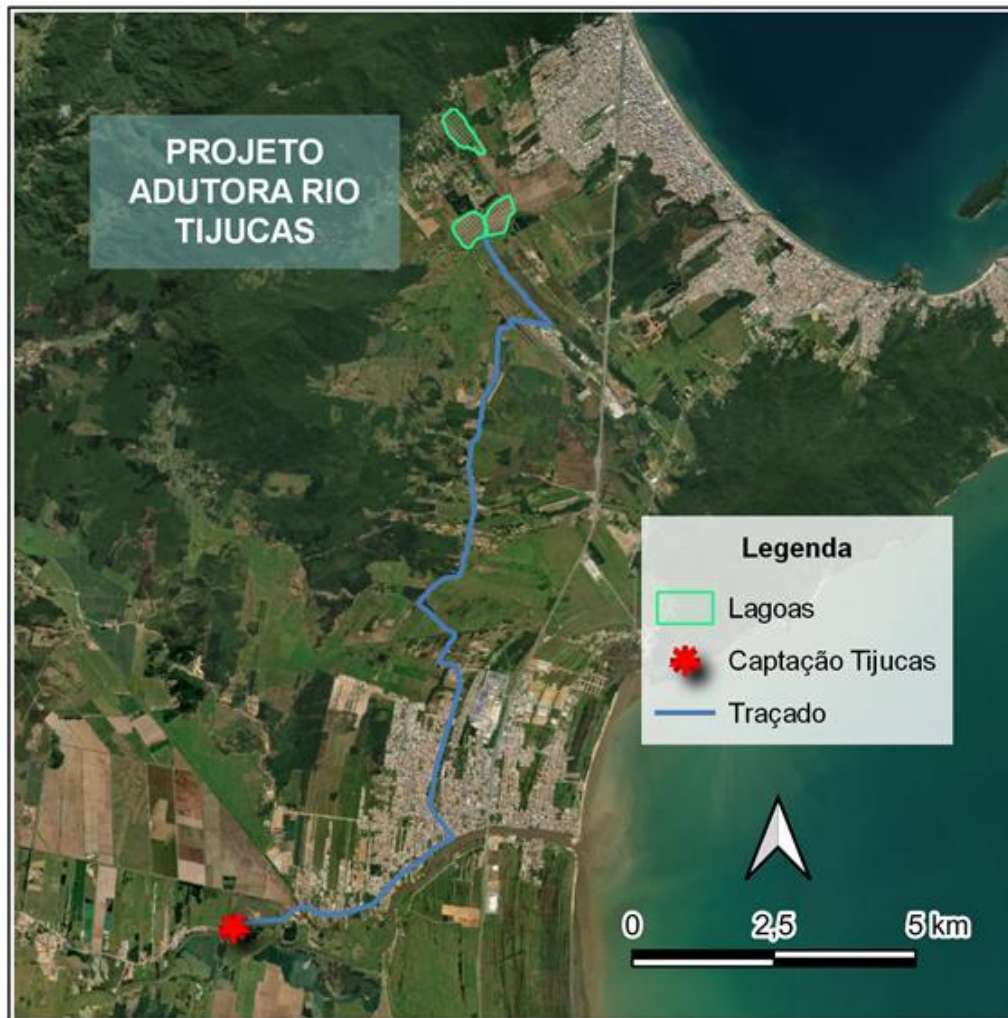 PROJETO
ADUTORA RIO
TIJUCAS
Legenda
Lagoas
Captação Tijucas
Traçado
0 2,5 5 km